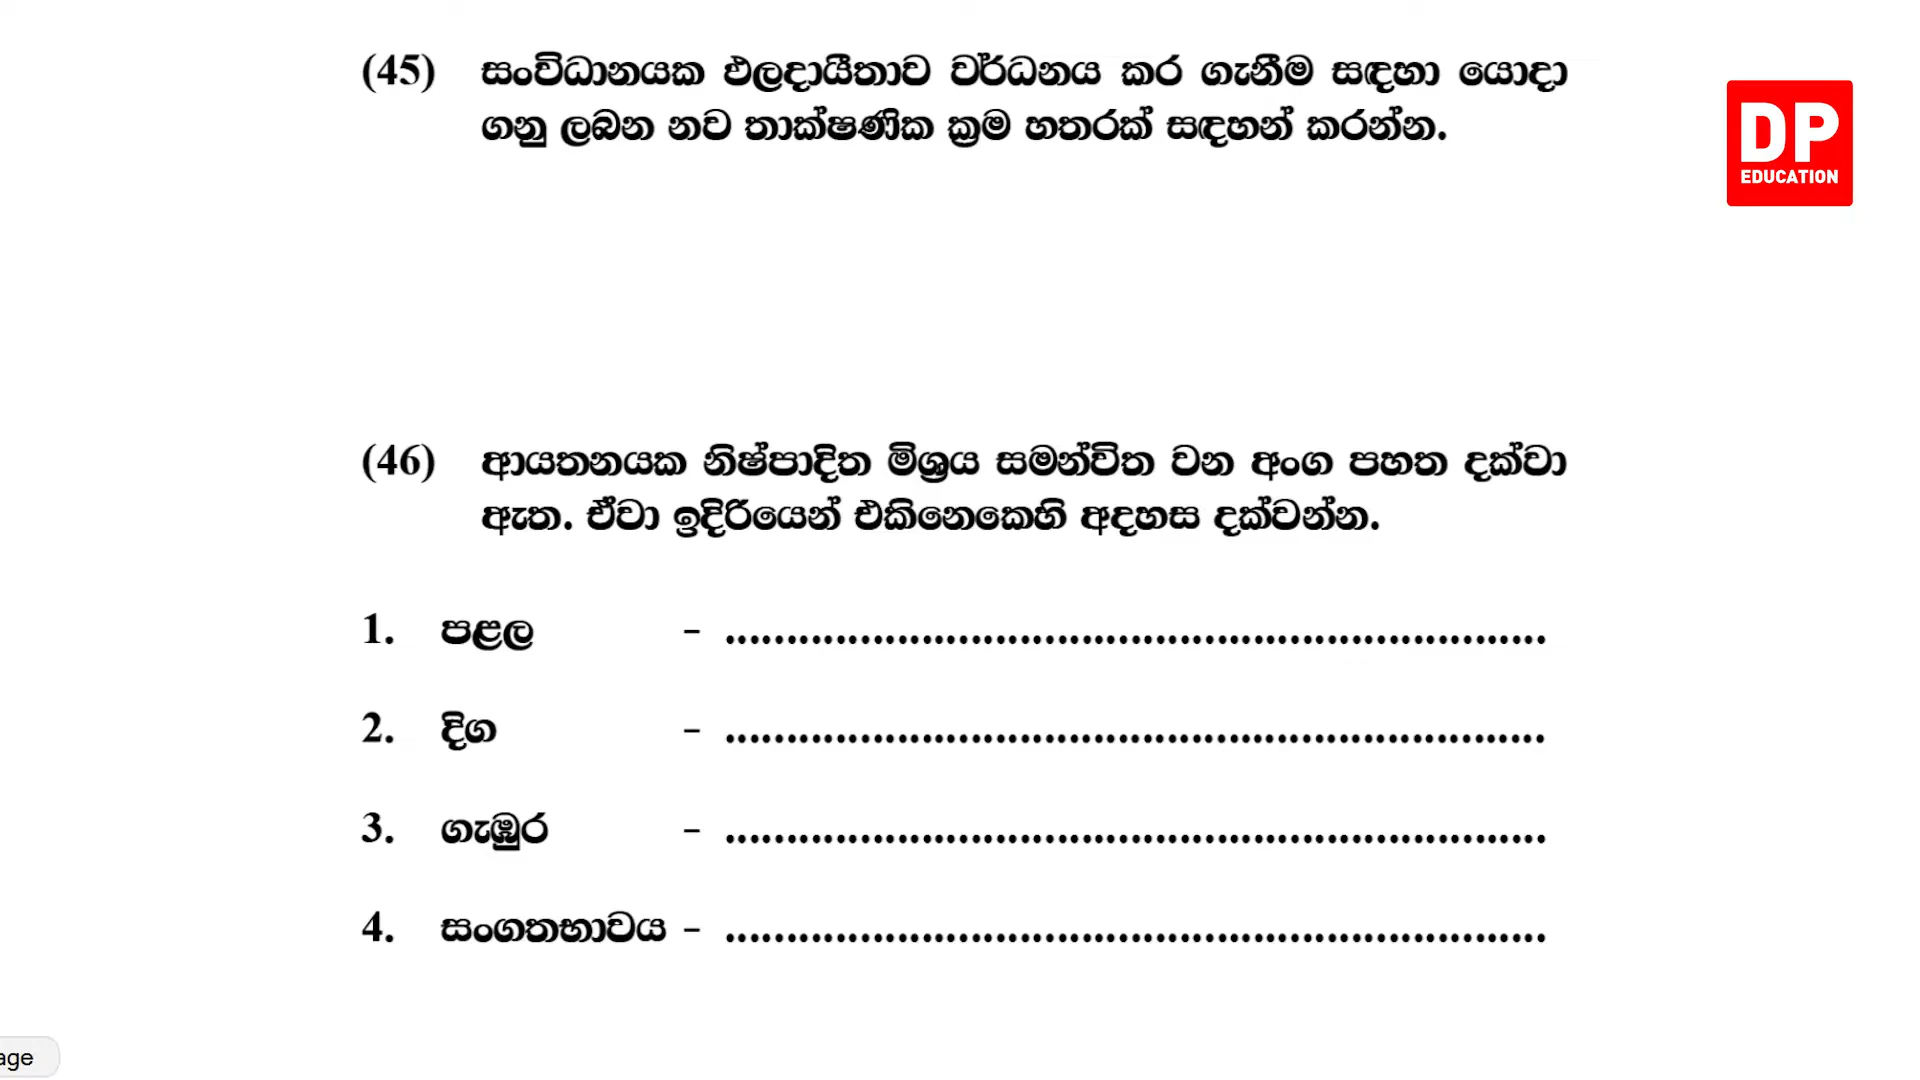 (45) සංවිධානයක ඵලදායීතාව වර්ධනය කර ගැනීම සඳහා යොදා
ගනු ලබන නව තාක්ෂණික ක්‍රම හතරක් සඳහන් කරන්න.
DP
EDUCATION
(46) ආයතනයක නිෂ්පාදිත මිශ්‍රය සමන්විත වන අංග පහත දක්වා
ඇත. ඒවා ඉදිරියෙන් එකිනෙකෙහි අදහස දක්වන්න.
1. පළල - ....................................................................
2. දිග - ....................................................................
3. ගැඹුර - ....................................................................
4. සංගතභාවය - ....................................................................
age